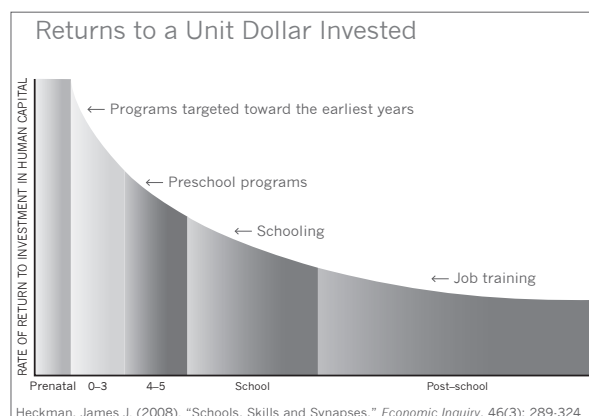 Returns to a Unit Dollar Invested
RATE OF RETURN TO INVESTMENT IN HUMAN CAPITAL
← Programs targeted toward the earliest years
← Preschool programs
← Schooling
← Job training
Prenatal 0–3 4–5 School Post–school
Heckman, James J. (2008). "Schools, Skills and Synapses," Economic Inquiry, 46(3): 289-324